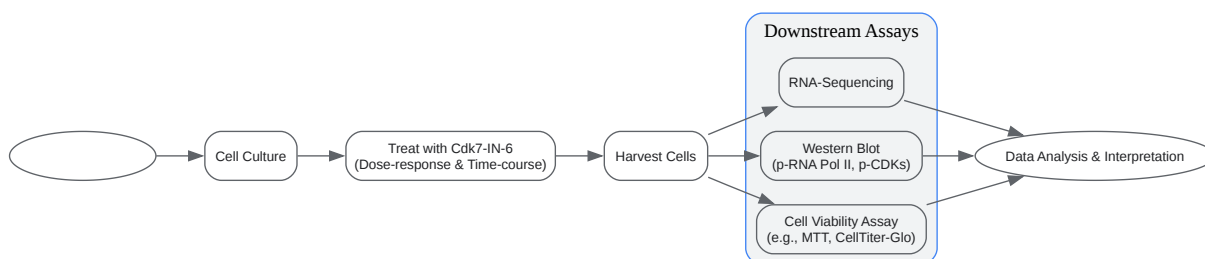 Downstream Assays
Cell Culture
Treat with Cdk7-IN-6
(Dose-response & Time-course)
Harvest Cells
RNA-Sequencing
Western Blot
(p-RNA Pol II, p-CDKs)
Cell Viability Assay
(e.g., MTT, CellTiter-Glo)
Data Analysis & Interpretation